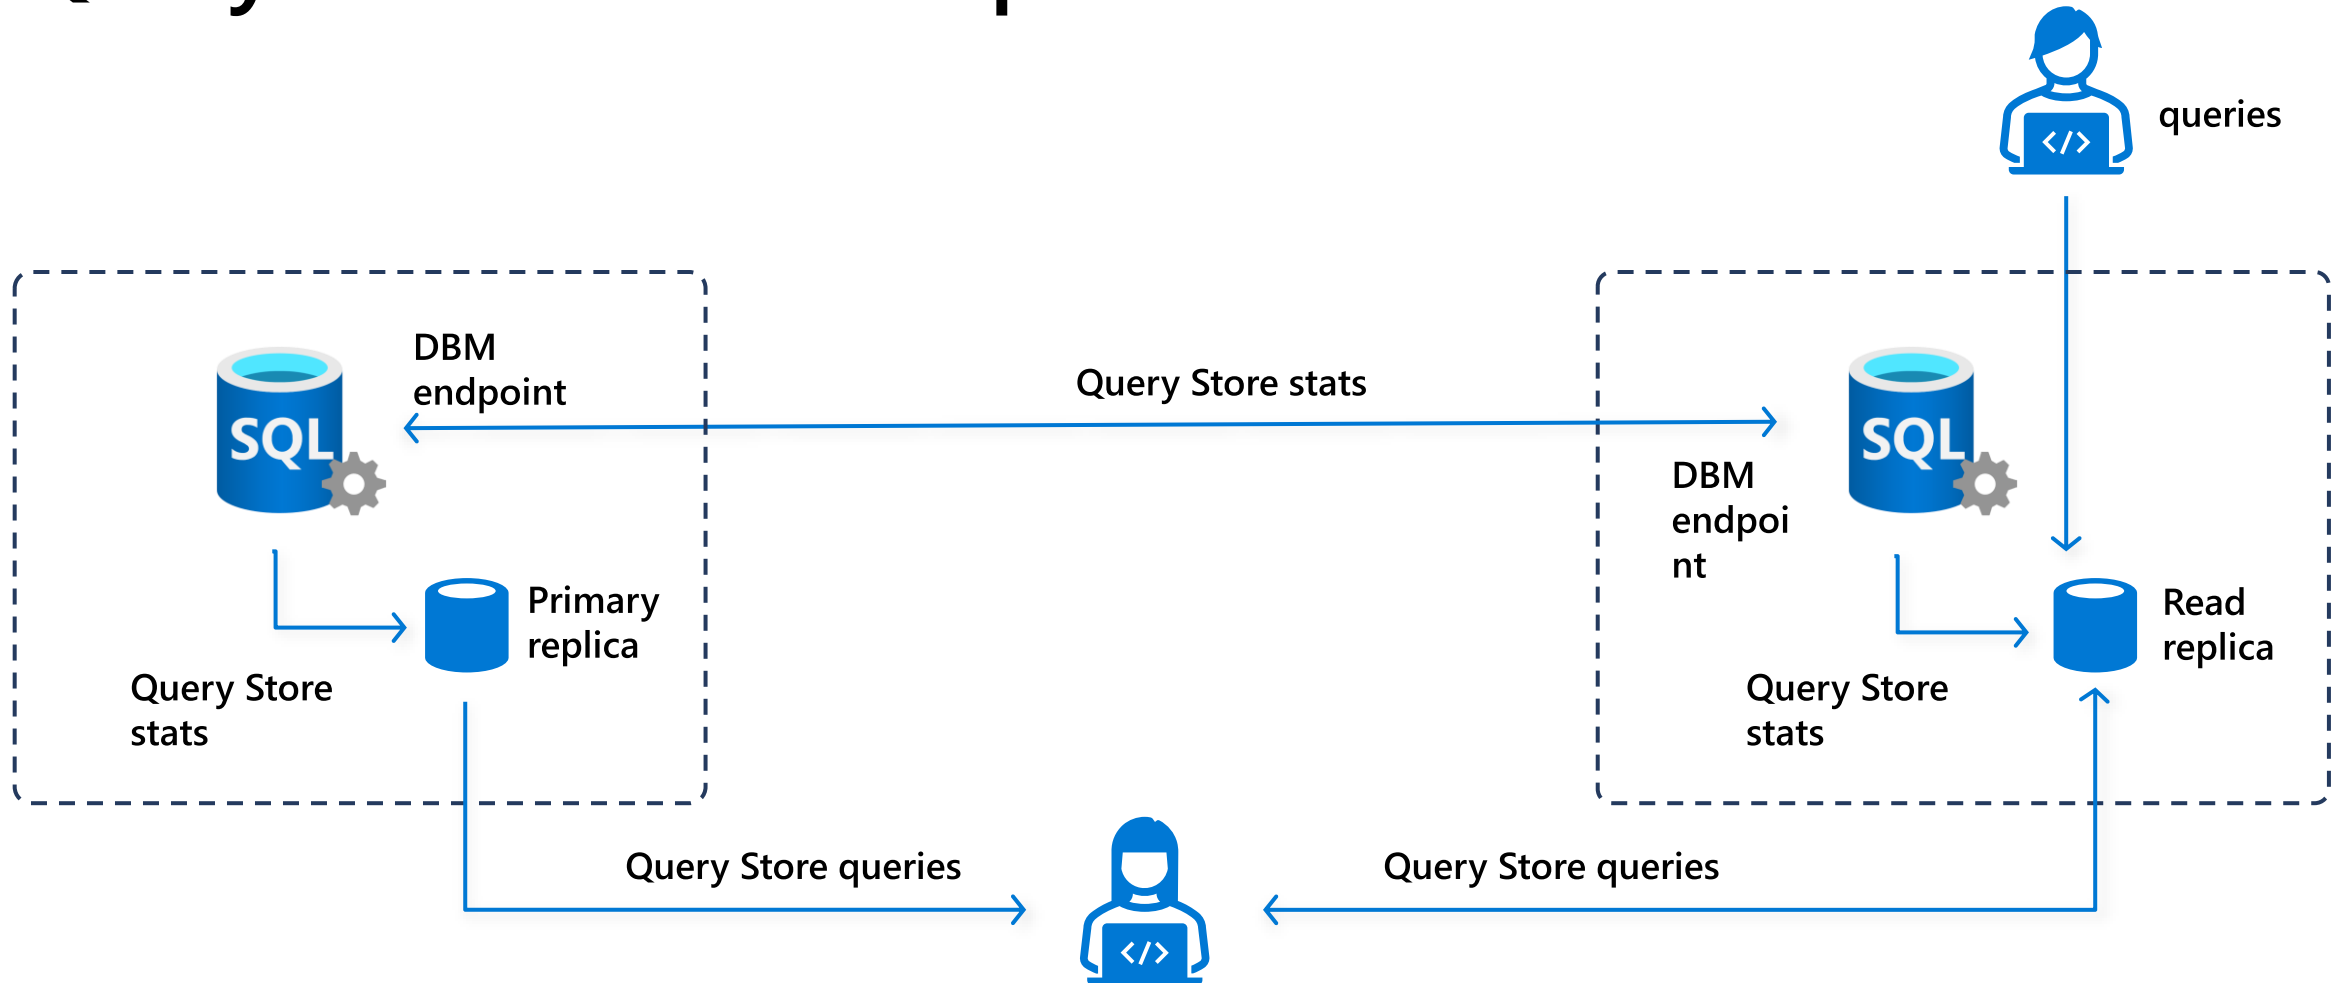 queries
DBM
endpoint
Query Store stats
SQL
SQL
DBM
endpoi
nt
Primary
replica
Read
replica
Query Store
stats
Query Store
stats
Query Store queries
Query Store queries
</>
</>